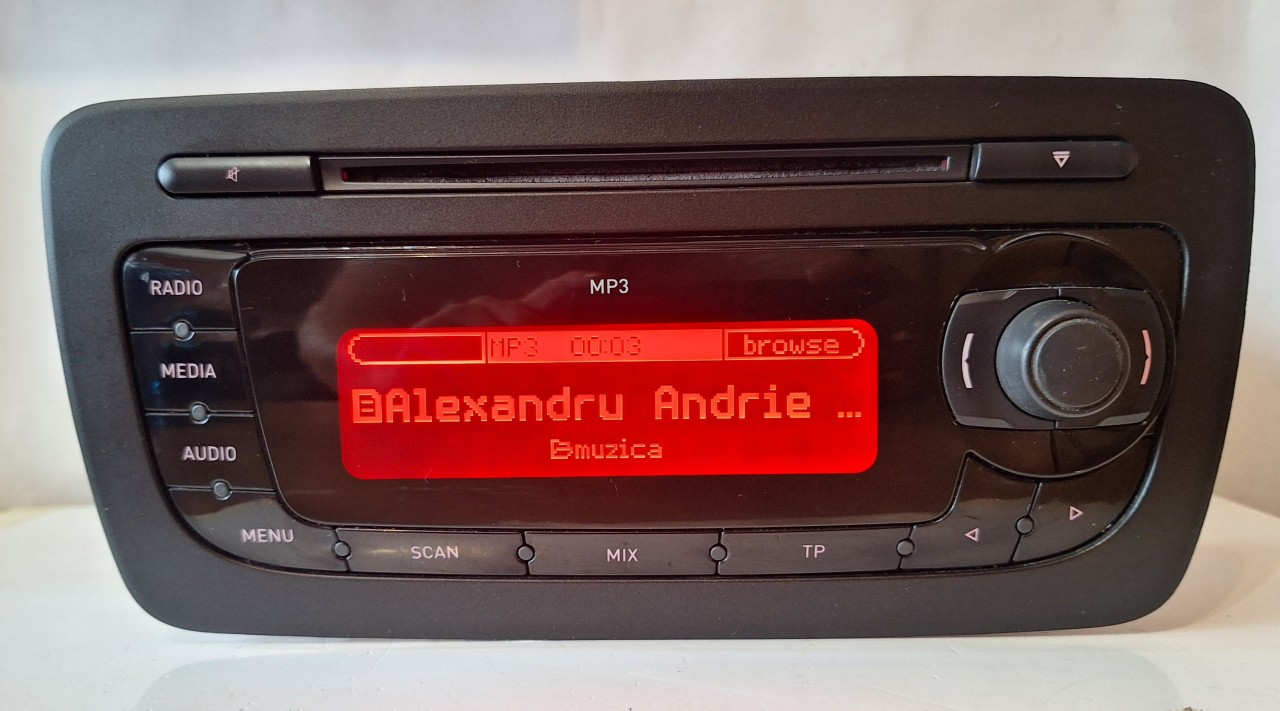 RADIO
MP3
MP3 00:03 browse
MEDIA
Alexandru Andrie ...
muzica
AUDIO
MENU
SCAN
MIX
TP